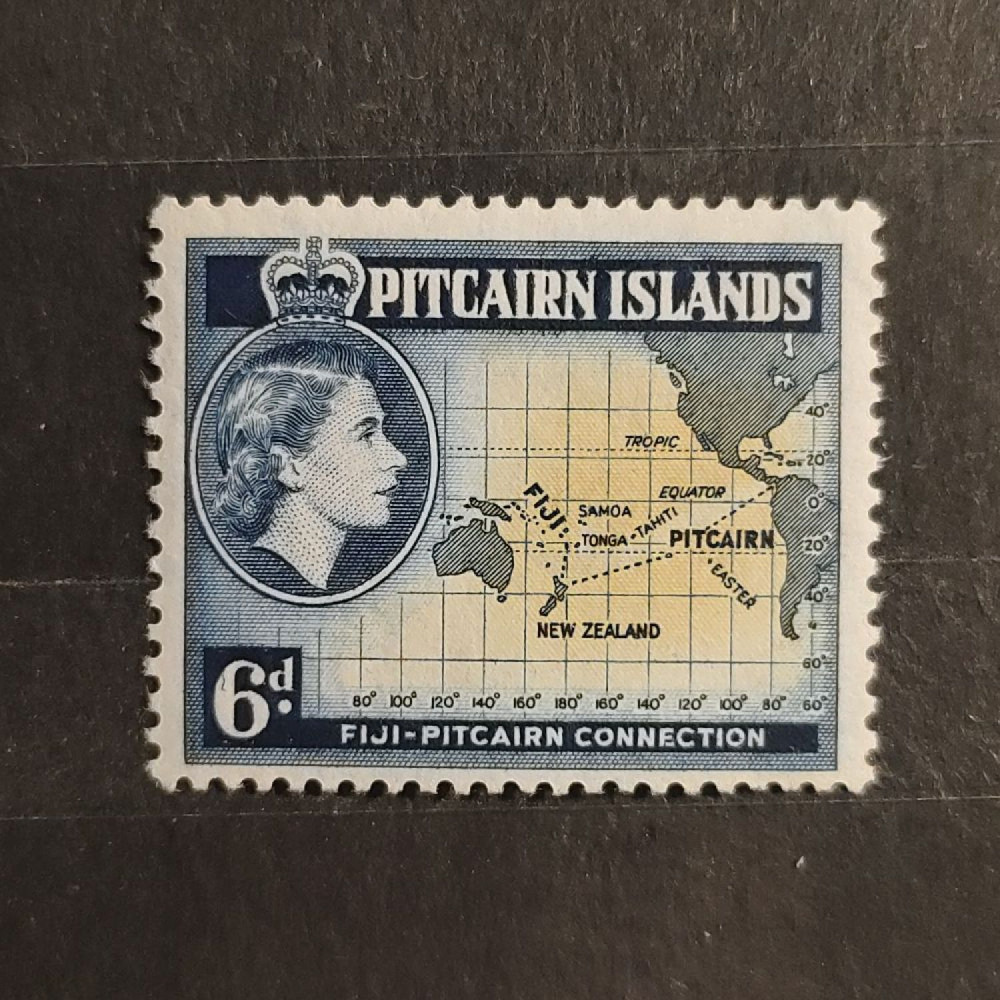 PITCAIRN ISLANDS
40°
TROPIC
20°
EQUATOR
0°
FIJI
SAMOA
TAHITI
TONGA
PITCAIRN
20°
EASTER
40°
NEW ZEALAND
60°
6d.
80° 100° 120° 140° 160° 180° 160° 140° 120° 100° 80° 60°
FIJI-PITCAIRN CONNECTION